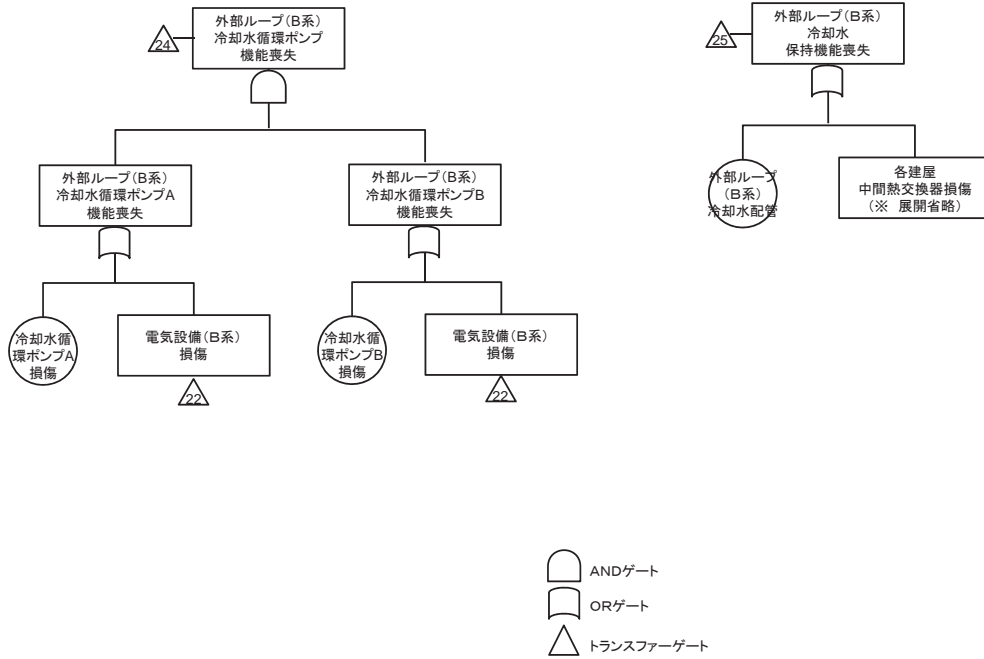 外部ループ(B系)
冷却水循環ポンプ
機能喪失
24
外部ループ(B系)
冷却水循環ポンプA
機能喪失
外部ループ(B系)
冷却水循環ポンプB
機能喪失
冷却水循
環ポンプA
損傷
電気設備(B系)
損傷
22
冷却水循
環ポンプB
損傷
電気設備(B系)
損傷
22
外部ループ(B系)
冷却水
保持機能喪失
25
外部ループ
(B系)
冷却水配管
各建屋
中間熱交換器損傷
(※ 展開省略)
ANDゲート
ORゲート
トランスファーゲート